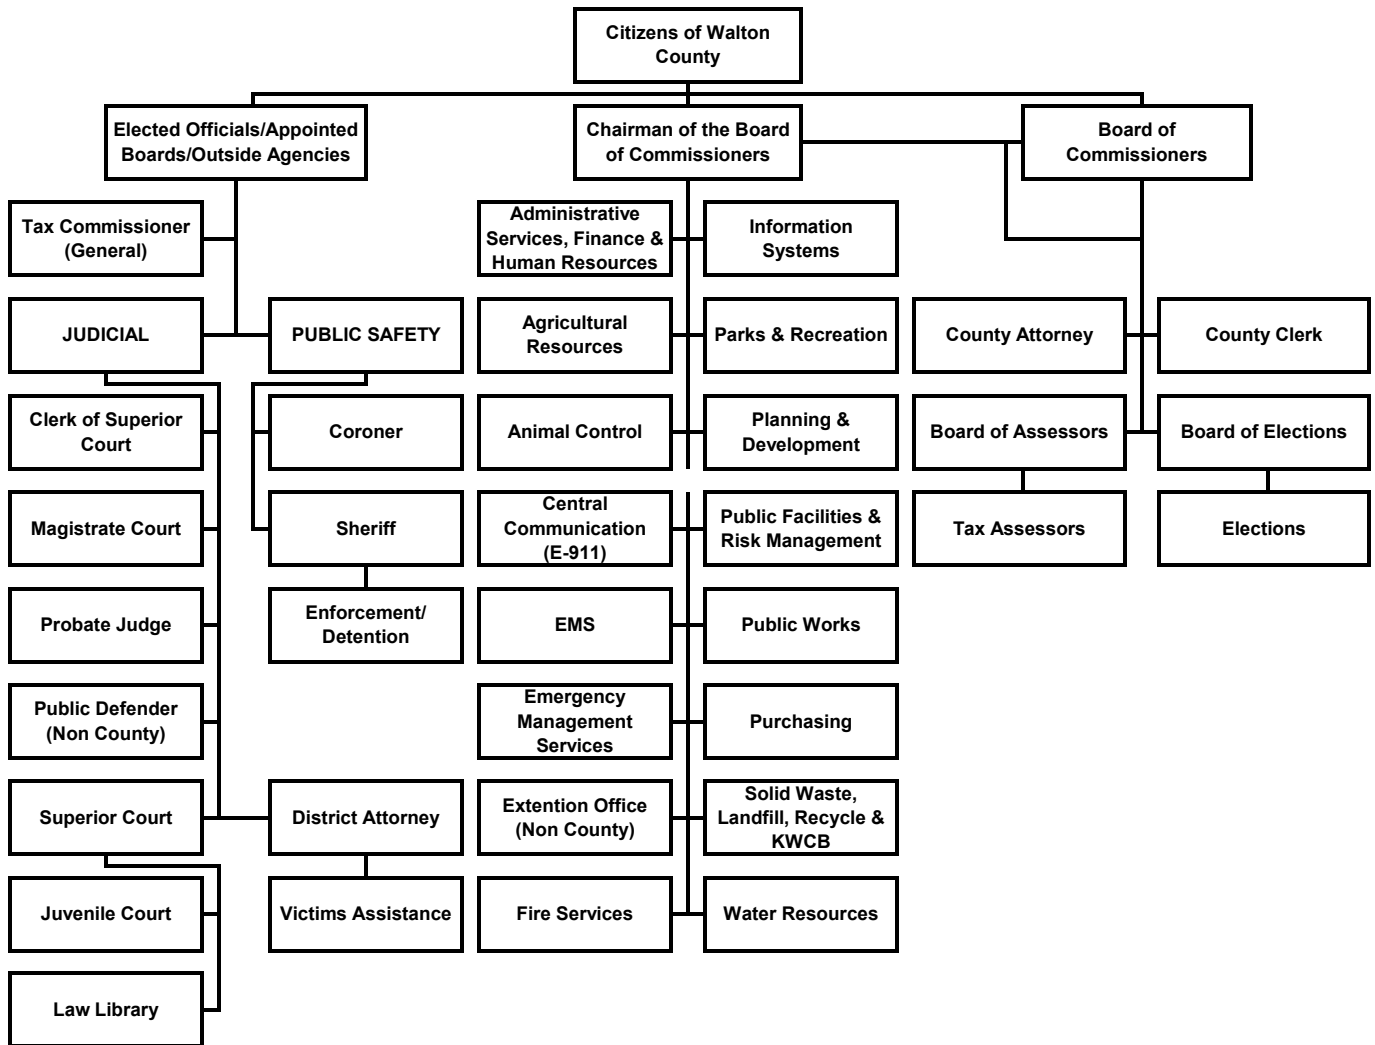 Citizens of Walton
County
Elected Officials/Appointed
Boards/Outside Agencies
Chairman of the Board
of Commissioners
Board of
Commissioners
Tax Commissioner
(General)
Administrative
Services, Finance &
Human Resources
Information
Systems
JUDICIAL
PUBLIC SAFETY
Agricultural
Resources
Parks & Recreation
County Attorney
County Clerk
Clerk of Superior
Court
Coroner
Animal Control
Planning &
Development
Board of Assessors
Board of Elections
Magistrate Court
Sheriff
Central
Communication
(E-911)
Public Facilities &
Risk Management
Tax Assessors
Elections
Probate Judge
Enforcement/
Detention
EMS
Public Works
Public Defender
(Non County)
Emergency
Management
Services
Purchasing
Superior Court
District Attorney
Extention Office
(Non County)
Solid Waste,
Landfill, Recycle &
KWCB
Juvenile Court
Victims Assistance
Fire Services
Water Resources
Law Library